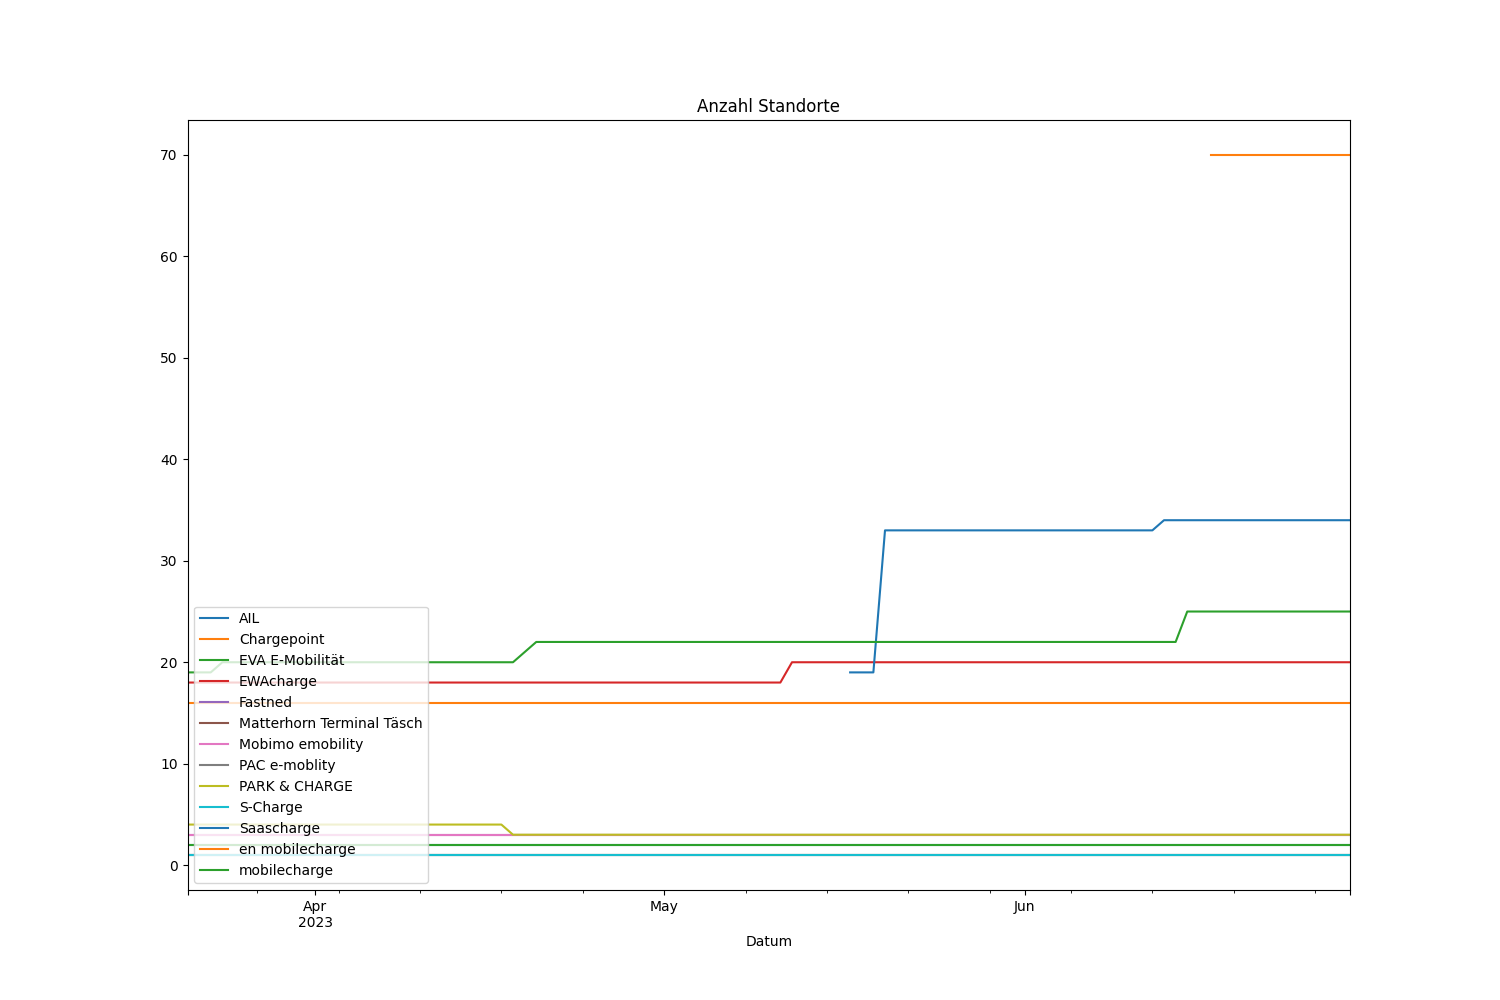 Anzahl Standorte
70
60
50
40
30
20
10
0
AIL
Chargepoint
EVA E-Mobilität
EWAcharge
Fastned
Matterhorn Terminal Täsch
Mobimo emobility
PAC e-moblity
PARK & CHARGE
S-Charge
Saascharge
en mobilecharge
mobilecharge
Apr May Jun
2023
Datum